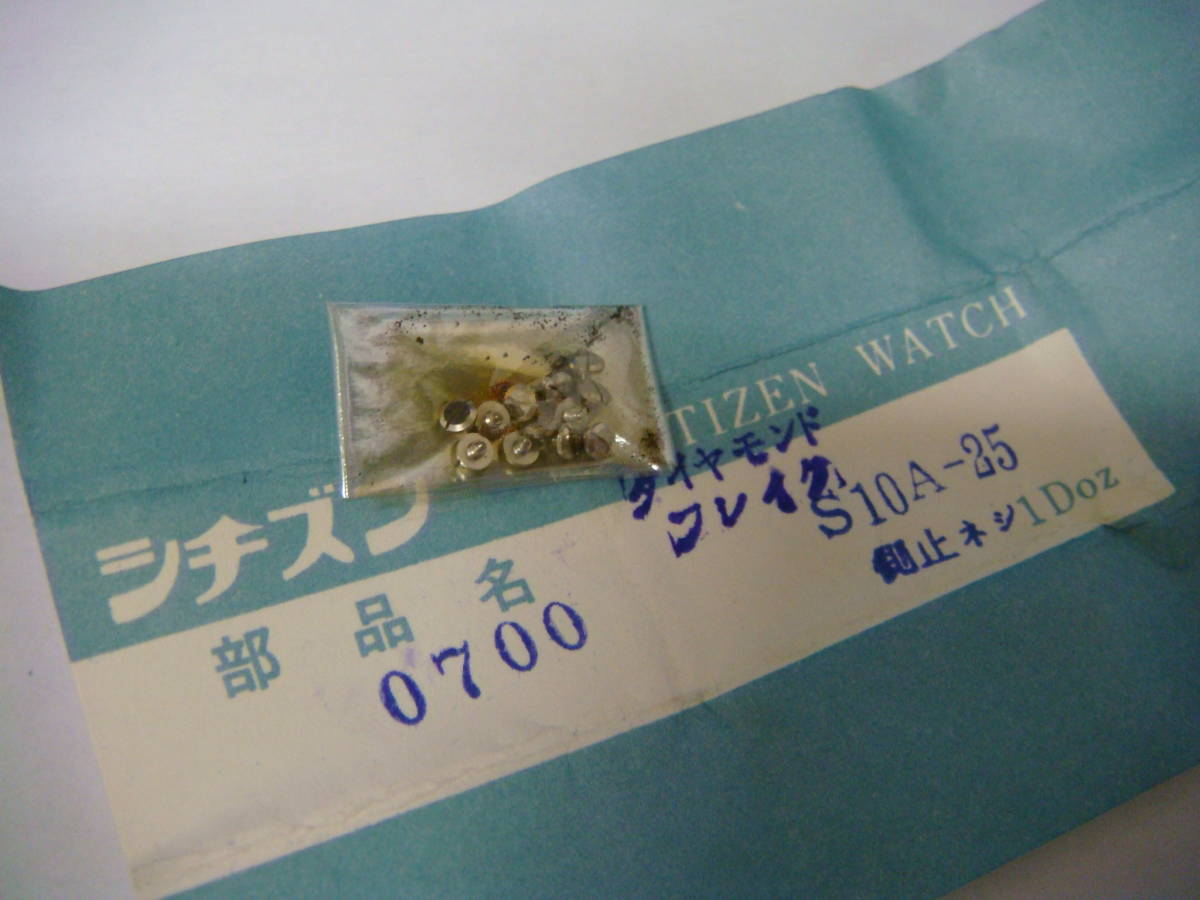 TIZEN WATCH
シチズン
ダイヤモンド
フレイク
S10A-25
側止ネジ1Doz
部品名
0700